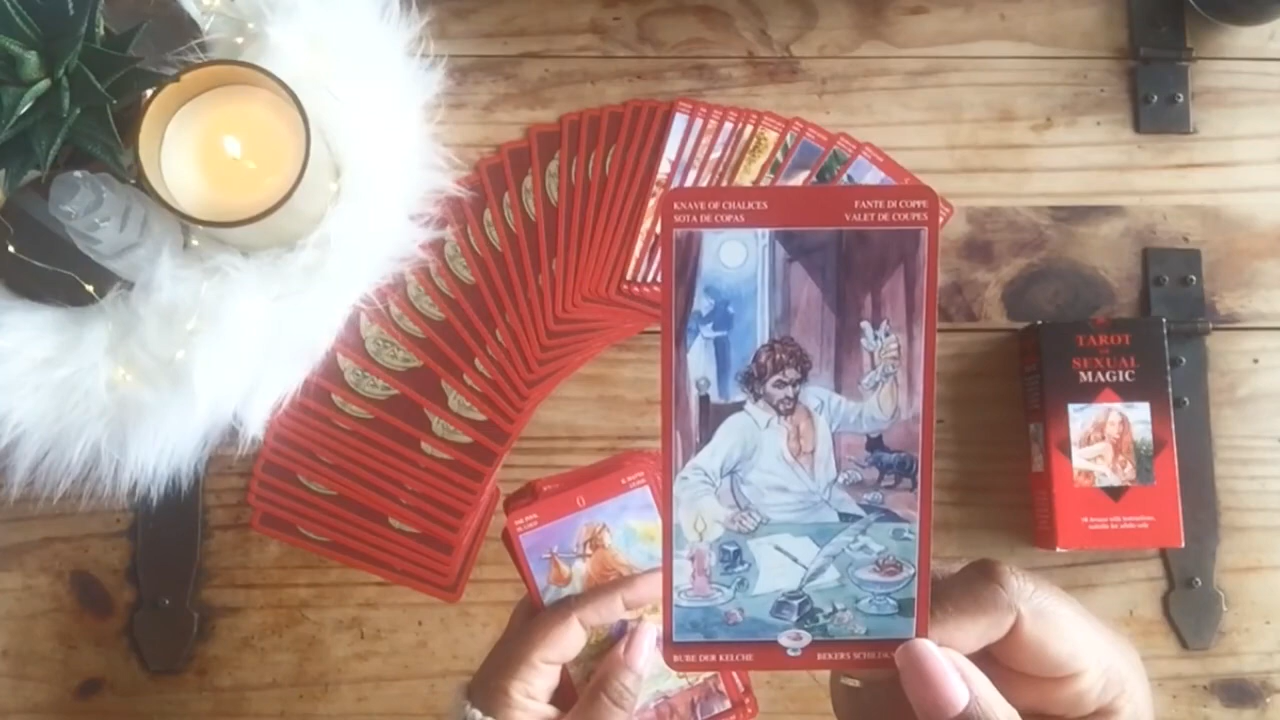 KNAVE OF CHALICES FANTE DI COPPE
SOTA DE COPAS VALET DE COUPES
BUBE DER KELCHE BEKERS
TAROT
SEXUAL
MAGIC
0